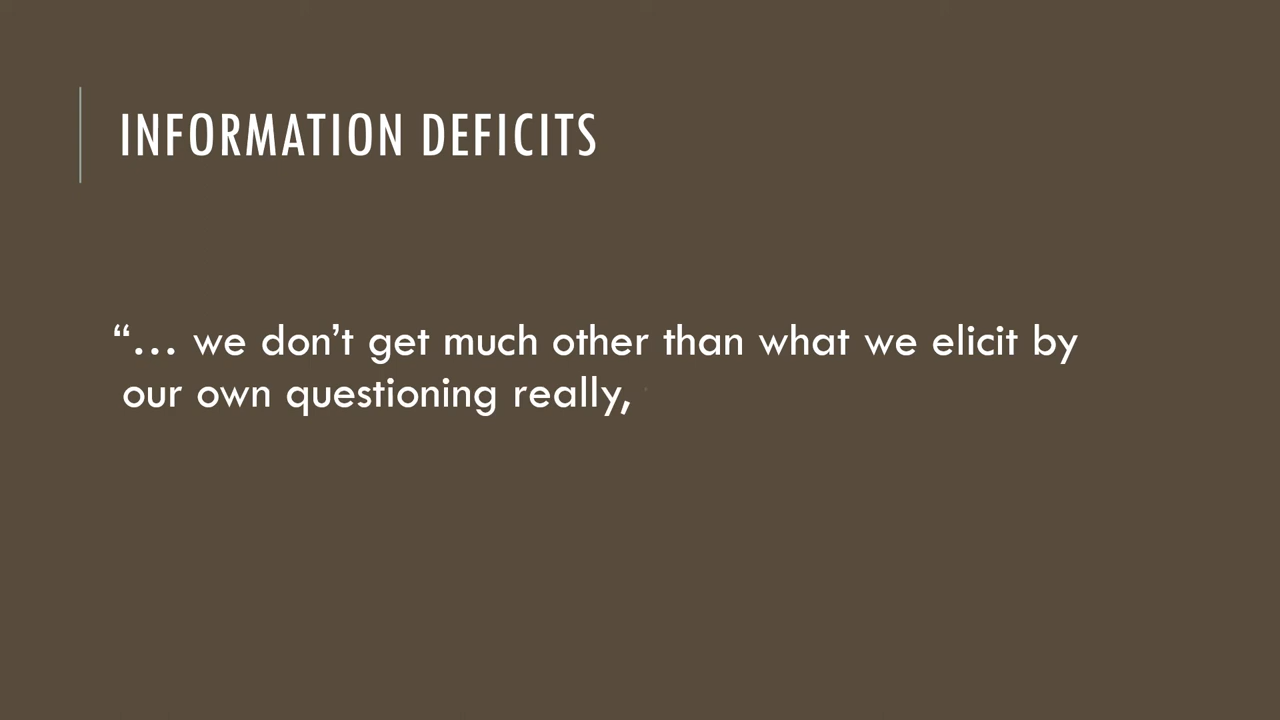 INFORMATION DEFICITS
“… we don’t get much other than what we elicit by
our own questioning really,